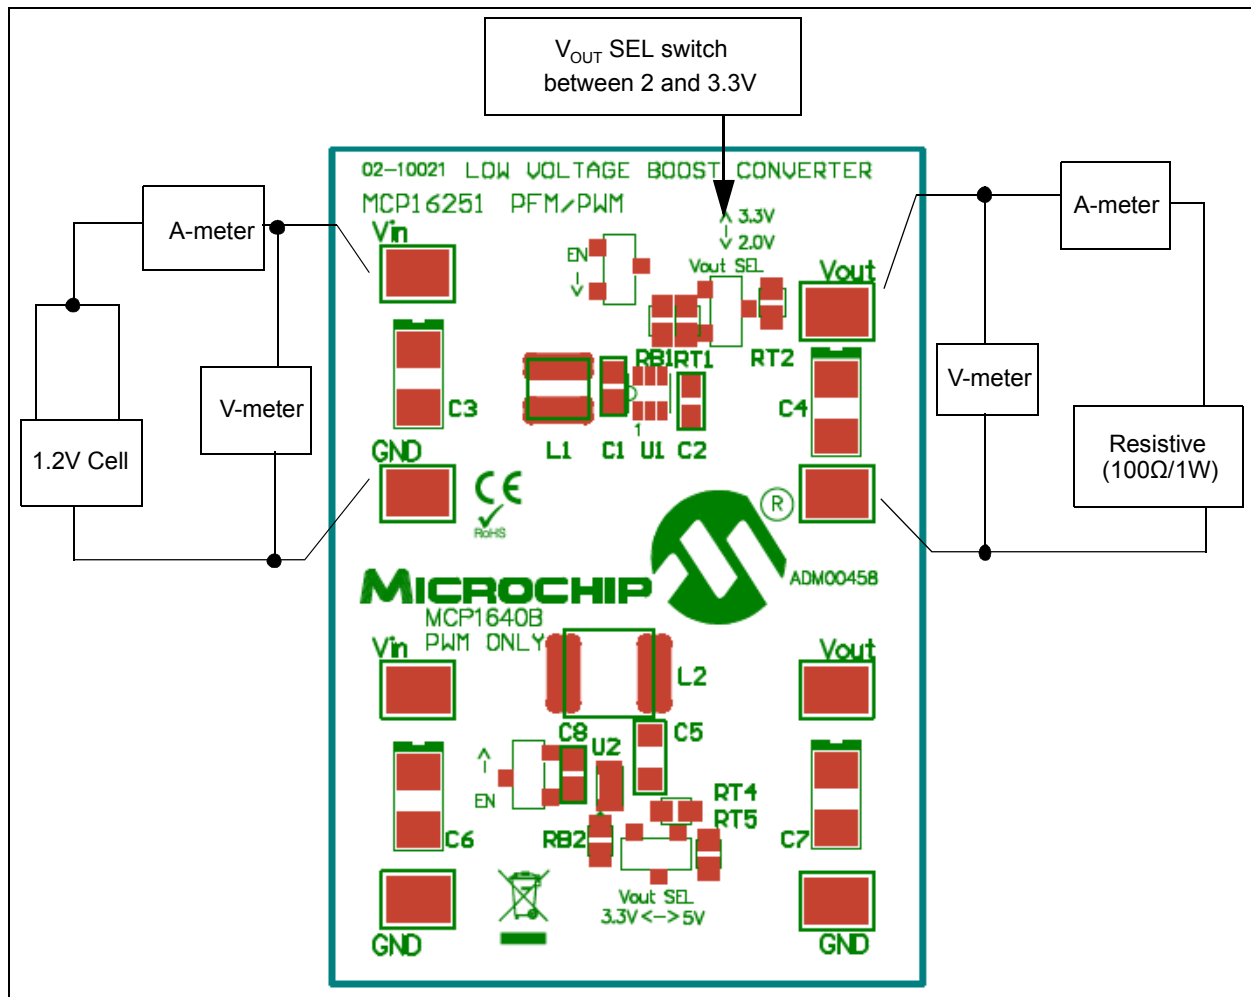 V_OUT SEL switch
between 2 and 3.3V
02-10021 LOW VOLTAGE BOOST CONVERTER
MCP16251 PFM/PWM
Vin
A-meter
V-meter
1.2V Cell
C3
GND
EN
3.3V
2.0V
Vout SEL
Vout
RB1
RT1
RT2
L1
C1
U1
C2
1
C4
A-meter
V-meter
Resistive
(100Ω/1W)
CE
RoHS
R
MICROCHIP
ADM00458
MCP1640B
PWM ONLY
Vin
Vout
L2
C8
U2
C5
EN
RT4
RT5
RB2
C6
C7
Vout SEL
3.3V<->5V
GND
GND